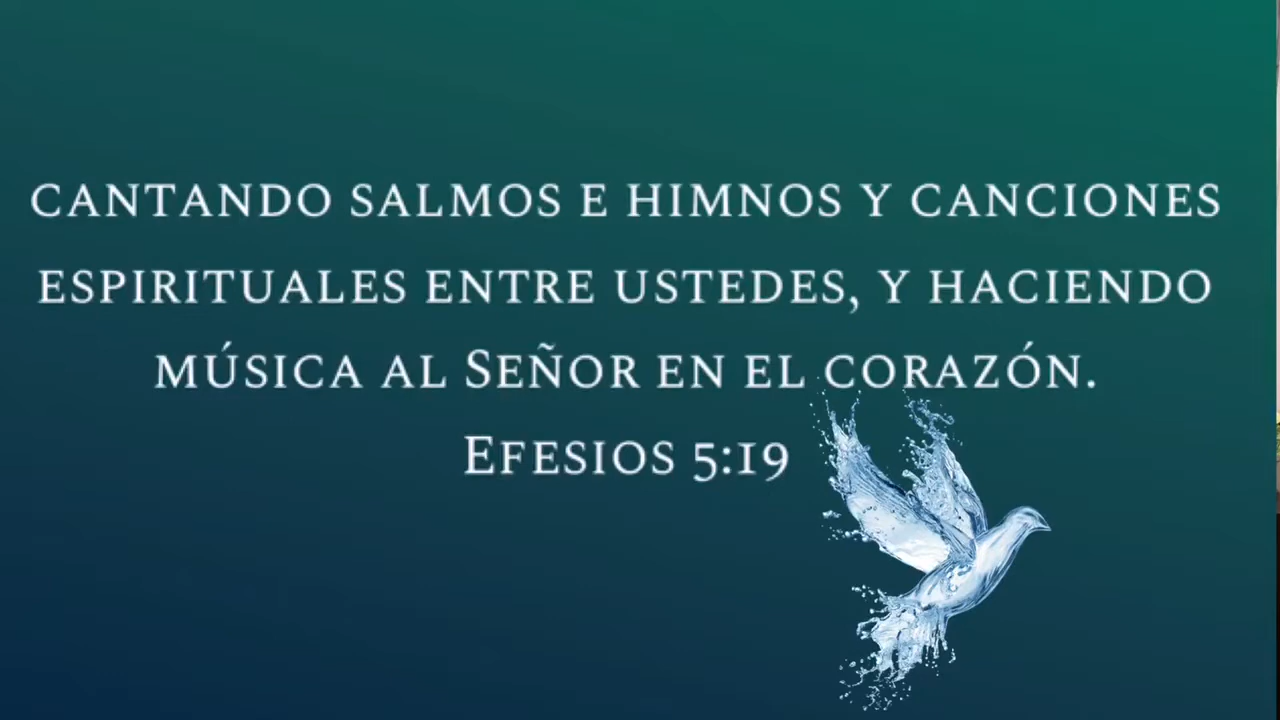 cantando salmos e himnos y canciones
espirituales entre ustedes, y haciendo
música al Señor en el corazón.
Efesios 5:19